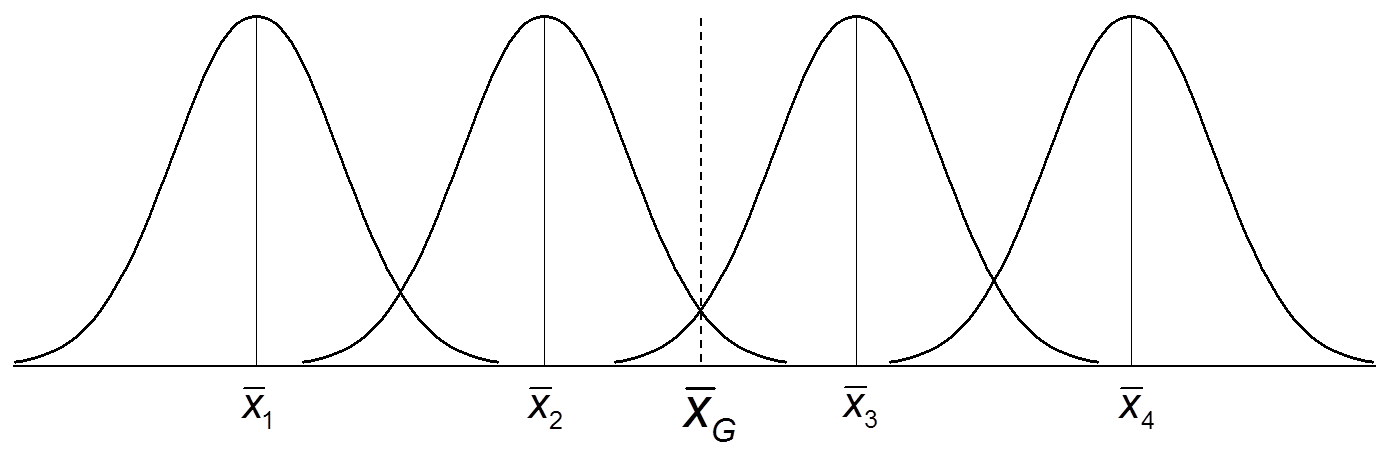 x̅₁ x̅₂ x̅G x̅₃ x̅₄